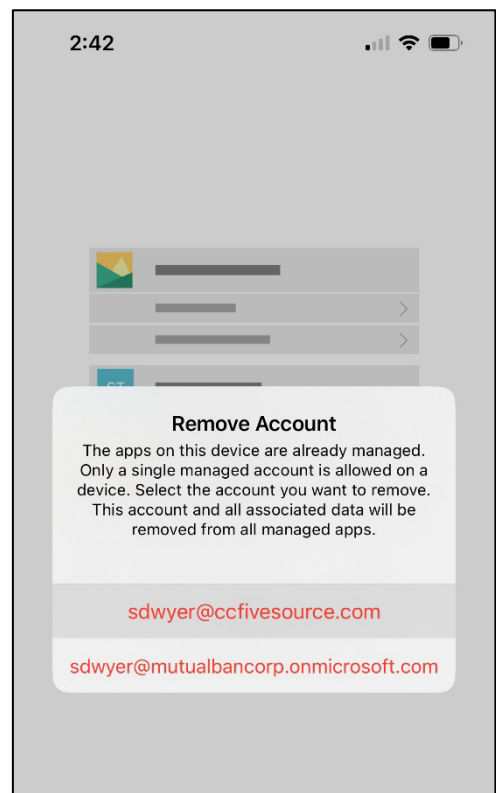 2:42
Remove Account
The apps on this device are already managed.
Only a single managed account is allowed on a
device. Select the account you want to remove.
This account and all associated data will be
removed from all managed apps.
sdwyer@ccfivesource.com
sdwyer@mutualbancorp.onmicrosoft.com